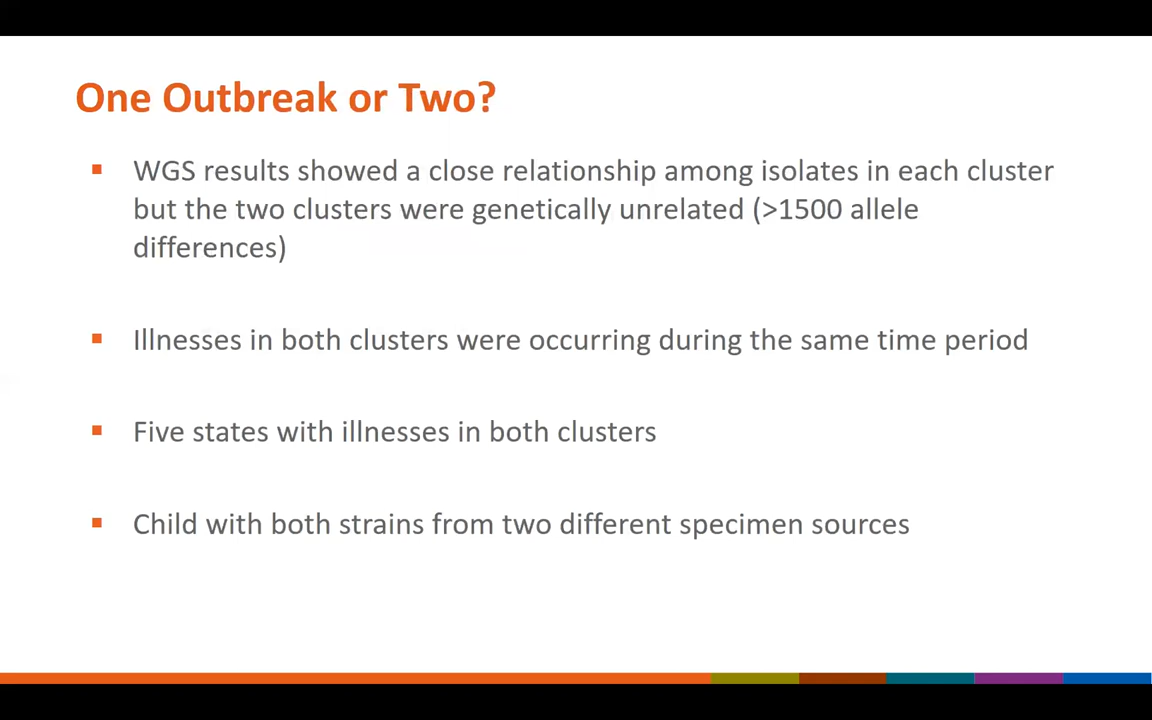 One Outbreak or Two?
▪ WGS results showed a close relationship among isolates in each cluster
but the two clusters were genetically unrelated (>1500 allele
differences)
▪ Illnesses in both clusters were occurring during the same time period
▪ Five states with illnesses in both clusters
▪ Child with both strains from two different specimen sources